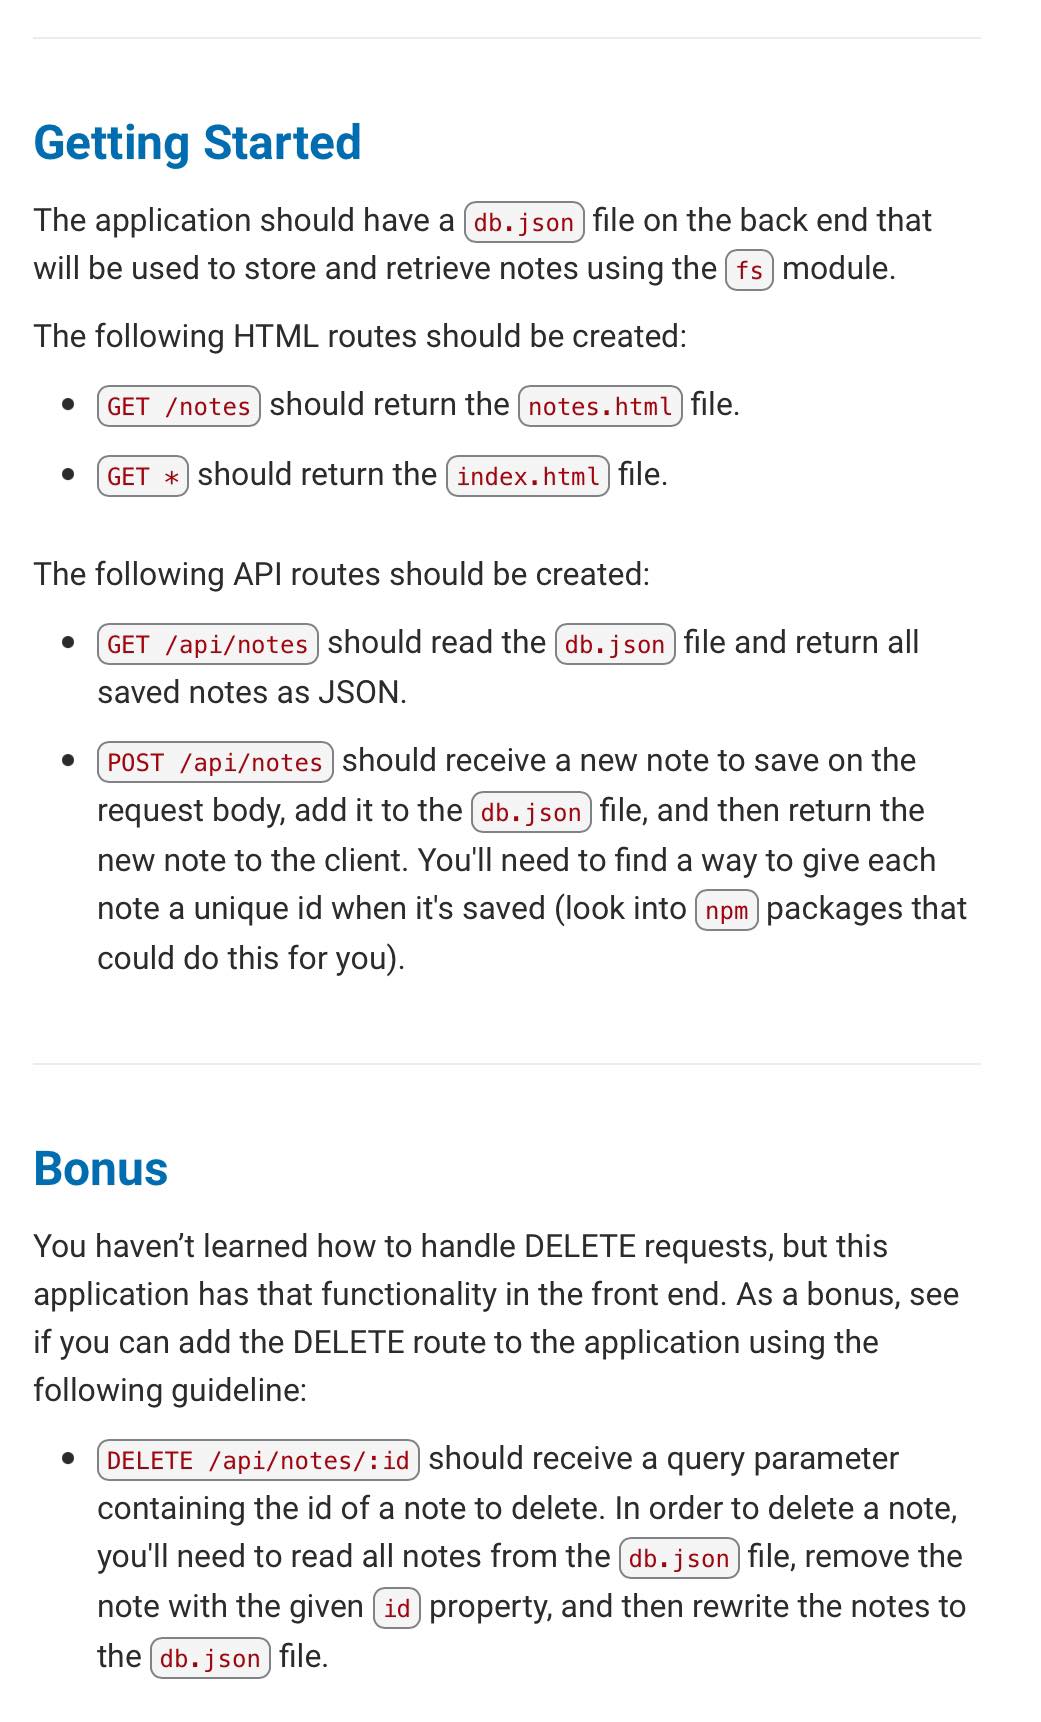 Getting Started
The application should have a db.json file on the back end that
will be used to store and retrieve notes using the fs module.
The following HTML routes should be created:
• GET /notes should return the notes.html file.
• GET * should return the index.html file.
The following API routes should be created:
• GET /api/notes should read the db.json file and return all
saved notes as JSON.
• POST /api/notes should receive a new note to save on the
request body, add it to the db.json file, and then return the
new note to the client. You'll need to find a way to give each
note a unique id when it's saved (look into npm packages that
could do this for you).
Bonus
You haven’t learned how to handle DELETE requests, but this
application has that functionality in the front end. As a bonus, see
if you can add the DELETE route to the application using the
following guideline:
• DELETE /api/notes/:id should receive a query parameter
containing the id of a note to delete. In order to delete a note,
you'll need to read all notes from the db.json file, remove the
note with the given id property, and then rewrite the notes to
the db.json file.